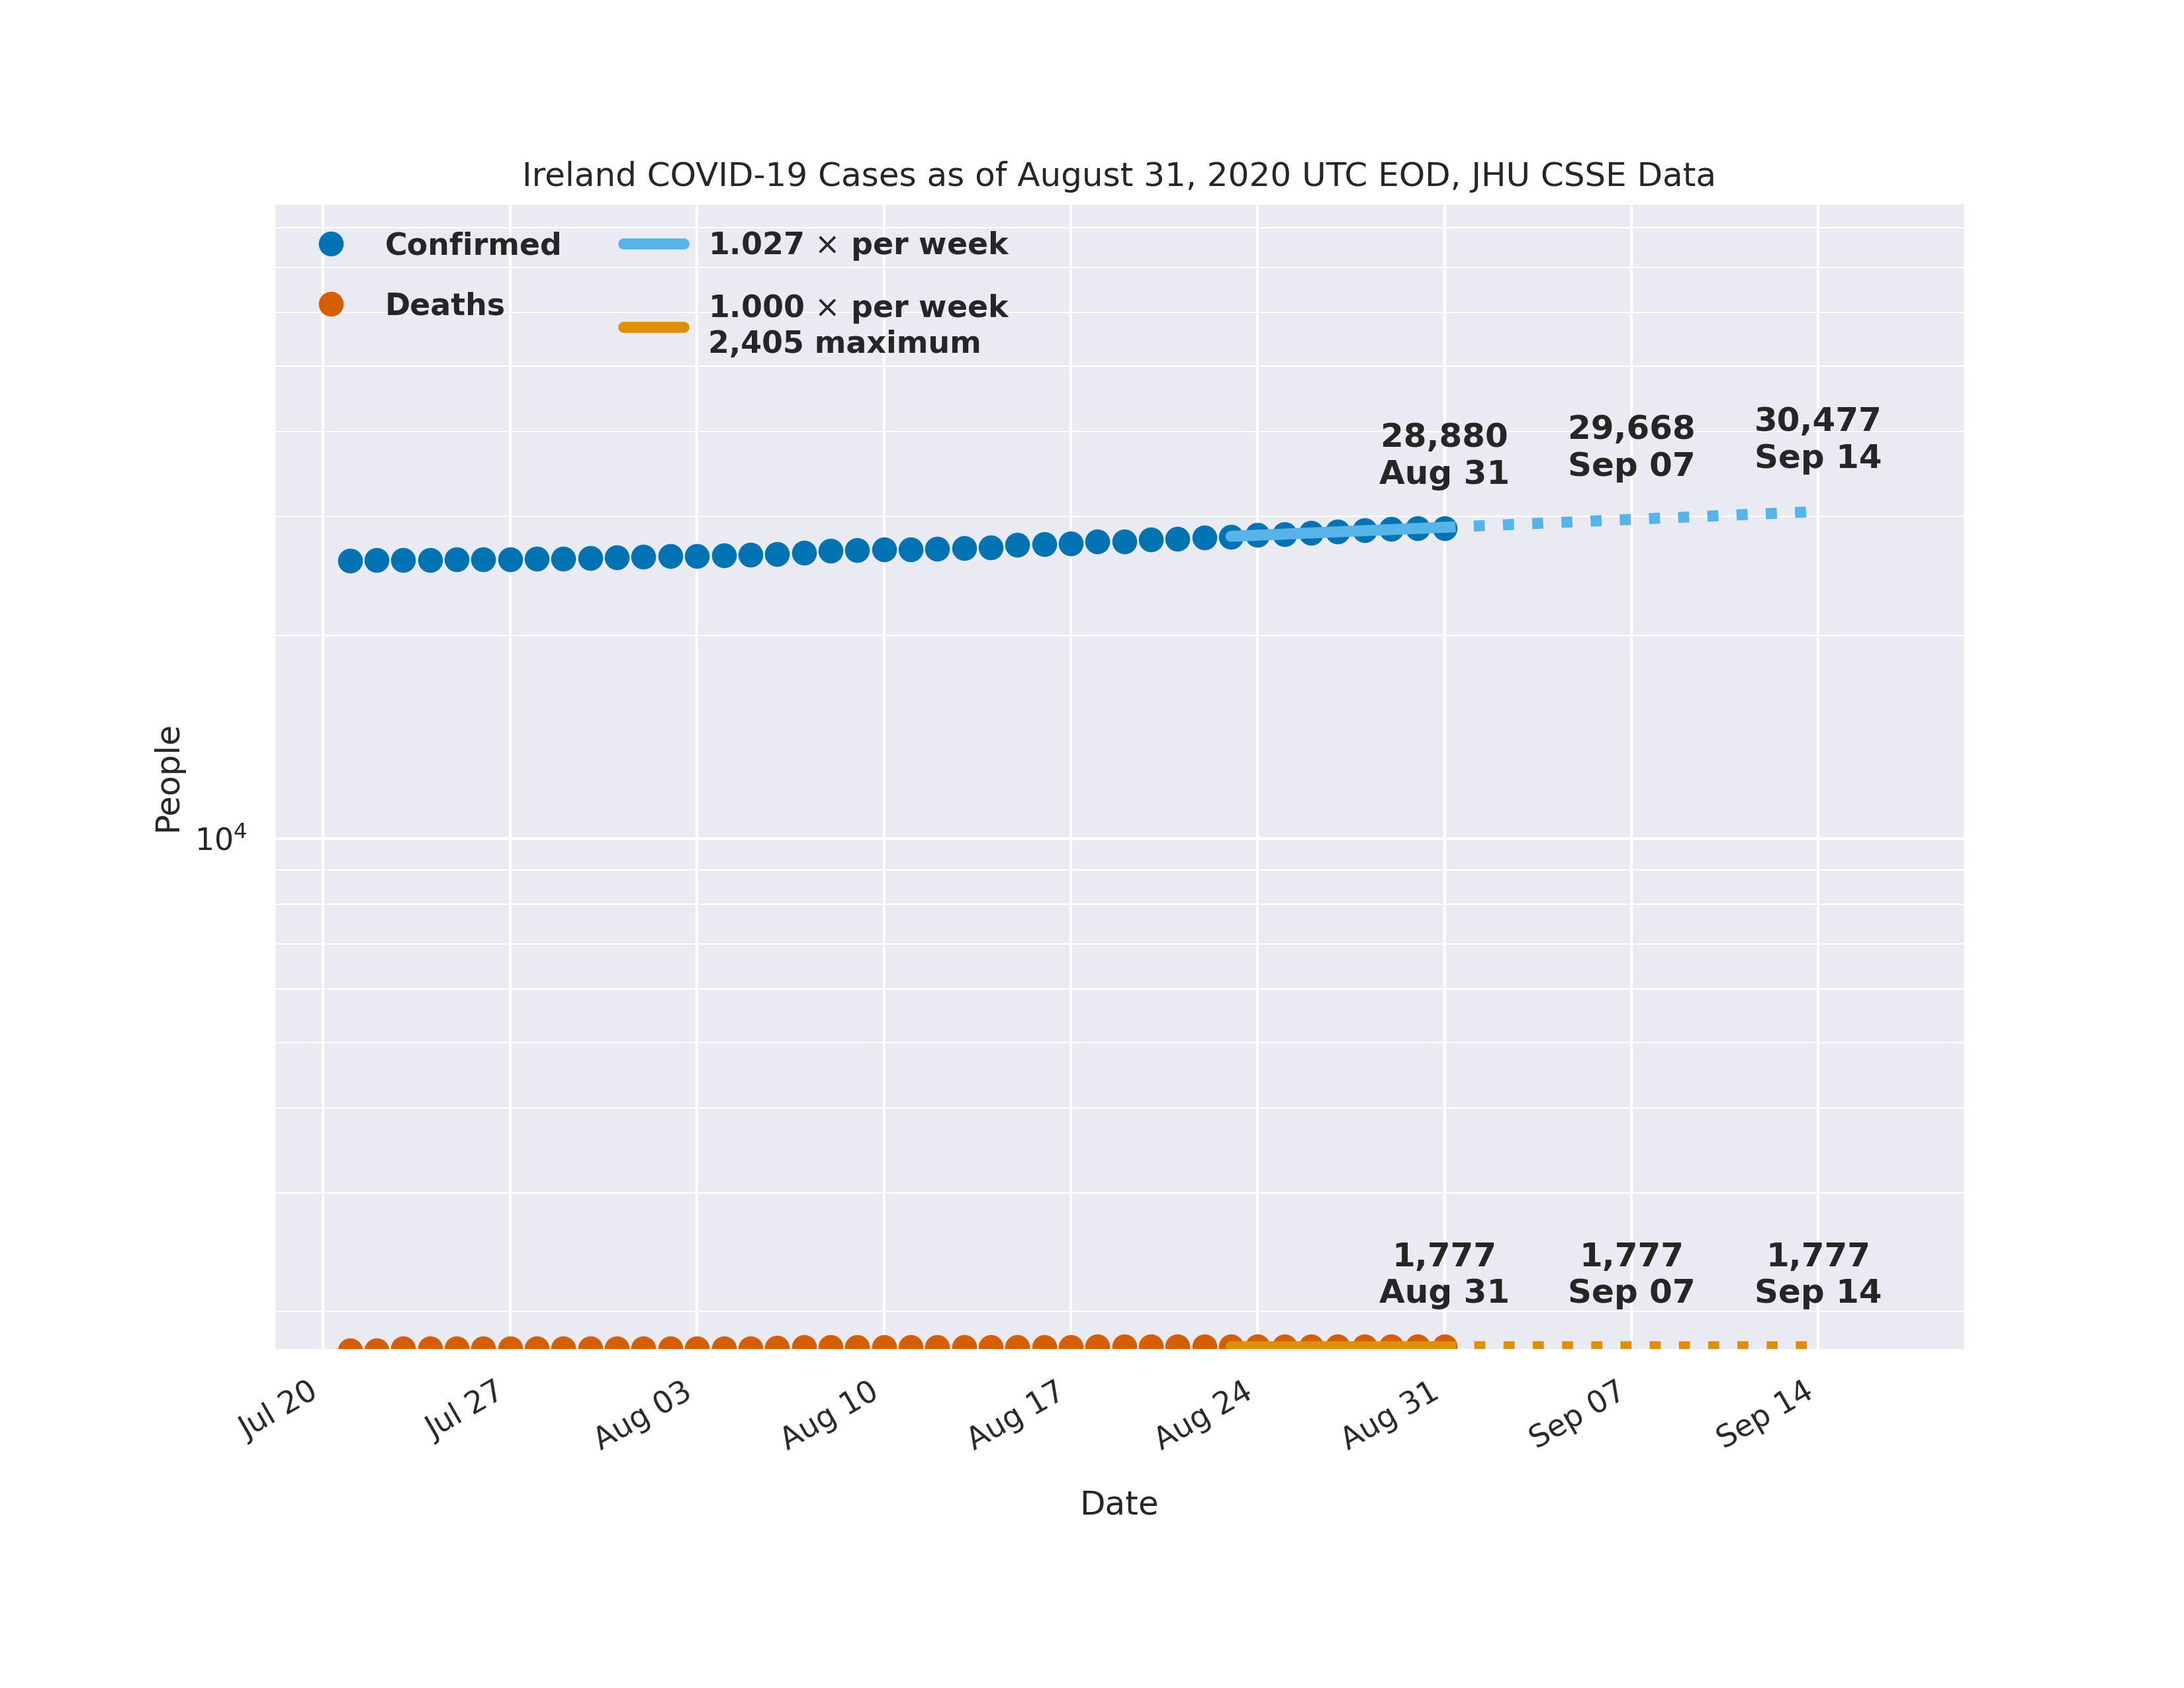 Ireland COVID-19 Cases as of August 31, 2020 UTC EOD, JHU CSSE Data
Confirmed
Deaths
1.027 × per week
1.000 × per week
2,405 maximum
28,880
Aug 31
29,668
Sep 07
30,477
Sep 14
People
10⁴
1,777
Aug 31
1,777
Sep 07
1,777
Sep 14
Jul 20
Jul 27
Aug 03
Aug 10
Aug 17
Aug 24
Aug 31
Sep 07
Sep 14
Date